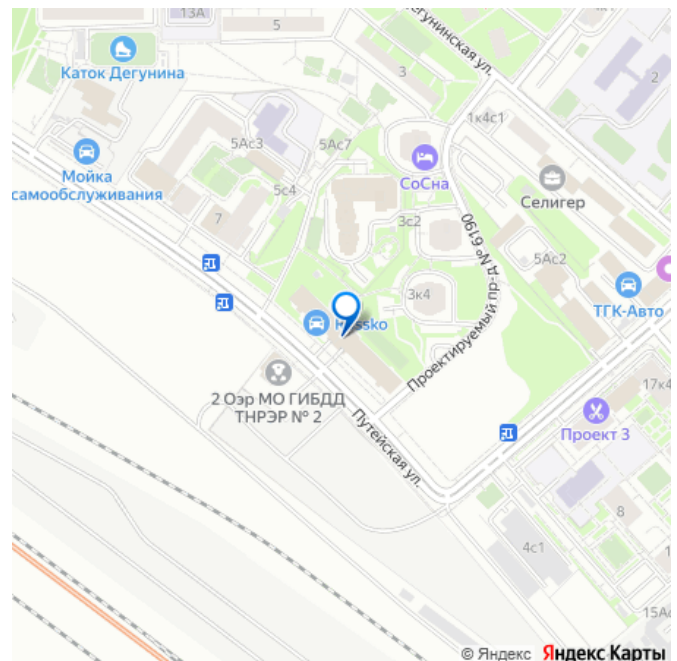 13А
5
Каток Дегунина
Дегунинская ул.
3
2
1к4с1
5Ас3
5Ас7
Мойка
самообслуживания
5с4
СоСна
Селигер
7
3с2
Проектируемый пр-д № 6190
5Ас2
3к4
ТГК-Авто
2 Оэр МО ГИБДД
ТНРЭР № 2
Путейская ул.
17к4
Проект 3
8
4с1
1
15Ас
© Яндекс Яндекс Карты